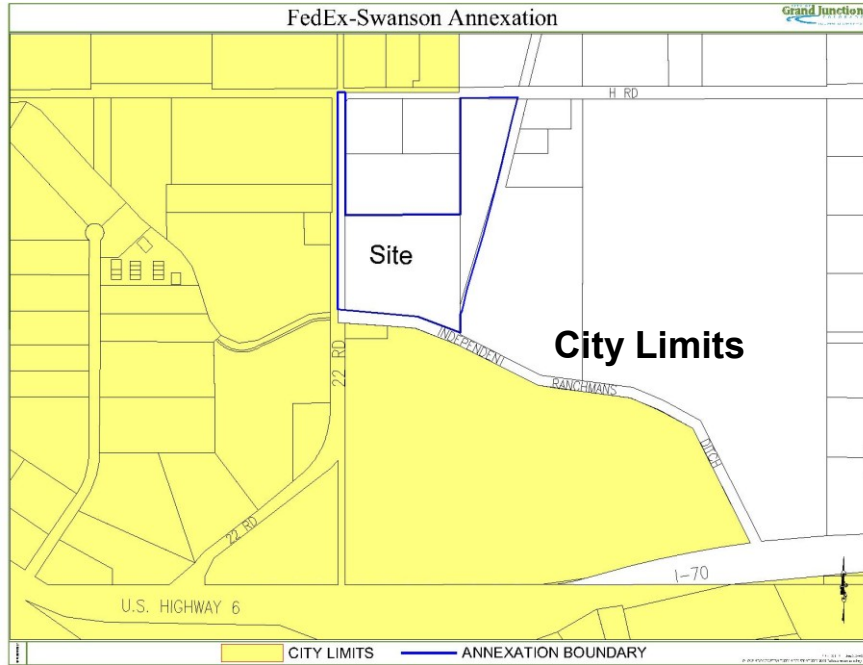 FedEx-Swanson Annexation
Grand Junction
H RD
Site
INDEPENDENT
City Limits
22 RD
RANCHMANS
DITCH
22 RD
I-70
U.S. HIGHWAY 6
CITY LIMITS
ANNEXATION BOUNDARY